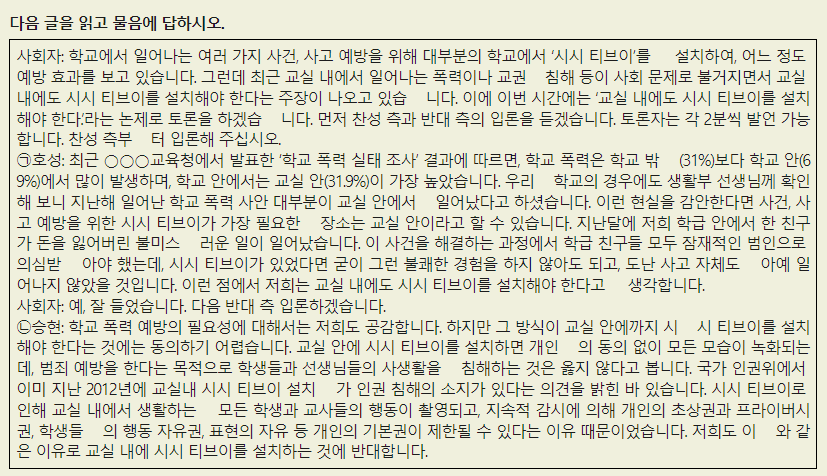 다음 글을 읽고 물음에 답하시오.
사회자: 학교에서 일어나는 여러 가지 사건, 사고 예방을 위해 대부분의 학교에서 ‘시시 티브이’를 설치하여, 어느 정도
예방 효과를 보고 있습니다. 그런데 최근 교실 내에서 일어나는 폭력이나 교권 침해 등이 사회 문제로 불거지면서 교실
내에도 시시 티브이를 설치해야 한다는 주장이 나오고 있습 니다. 이에 이번 시간에는 ‘교실 내에도 시시 티브이를 설치
해야 한다.’라는 논제로 토론을 하겠습 니다. 먼저 찬성 측과 반대 측의 입론을 듣겠습니다. 토론자는 각 2분씩 발언 가능
합니다. 찬성 측부 터 입론해 주십시오.
㉠호성: 최근 ○○○교육청에서 발표한 ‘학교 폭력 실태 조사’ 결과에 따르면, 학교 폭력은 학교 밖 (31%)보다 학교 안(6
9%)에서 많이 발생하며, 학교 안에서는 교실 안(31.9%)이 가장 높았습니다. 우리 학교의 경우에도 생활부 선생님께 확인
해 보니 지난해 일어난 학교 폭력 사안 대부분이 교실 안에서 일어났다고 하셨습니다. 이런 현실을 감안한다면 사건, 사
고 예방을 위한 시시 티브이가 가장 필요한 장소는 교실 안이라고 할 수 있습니다. 지난달에 저희 학급 안에서 한 친구
가 돈을 잃어버린 불미스 러운 일이 일어났습니다. 이 사건을 해결하는 과정에서 학급 친구들 모두 잠재적인 범인으로
의심받 아야 했는데, 시시 티브이가 있었다면 굳이 그런 불쾌한 경험을 하지 않아도 되고, 도난 사고 자체도 아예 일
어나지 않았을 것입니다. 이런 점에서 저희는 교실 내에도 시시 티브이를 설치해야 한다고 생각합니다.
사회자: 예, 잘 들었습니다. 다음 반대 측 입론하겠습니다.
㉡승현: 학교 폭력 예방의 필요성에 대해서는 저희도 공감합니다. 하지만 그 방식이 교실 안에까지 시 시 티브이를 설치
해야 한다는 것에는 동의하기 어렵습니다. 교실 안에 시시 티브이를 설치하면 개인 의 동의 없이 모든 모습이 녹화되는
데, 범죄 예방을 한다는 목적으로 학생들과 선생님들의 사생활을 침해하는 것은 옳지 않다고 봅니다. 국가 인권위에서
이미 지난 2012년에 교실내 시시 티브이 설치 가 인권 침해의 소지가 있다는 의견을 밝힌 바 있습니다. 시시 티브이로
인해 교실 내에서 생활하는 모든 학생과 교사들의 행동이 촬영되고, 지속적 감시에 의해 개인의 초상권과 프라이버시
권, 학생들 의 행동 자유권, 표현의 자유 등 개인의 기본권이 제한될 수 있다는 이유 때문이었습니다. 저희도 이 와 같
은 이유로 교실 내에 시시 티브이를 설치하는 것에 반대합니다.